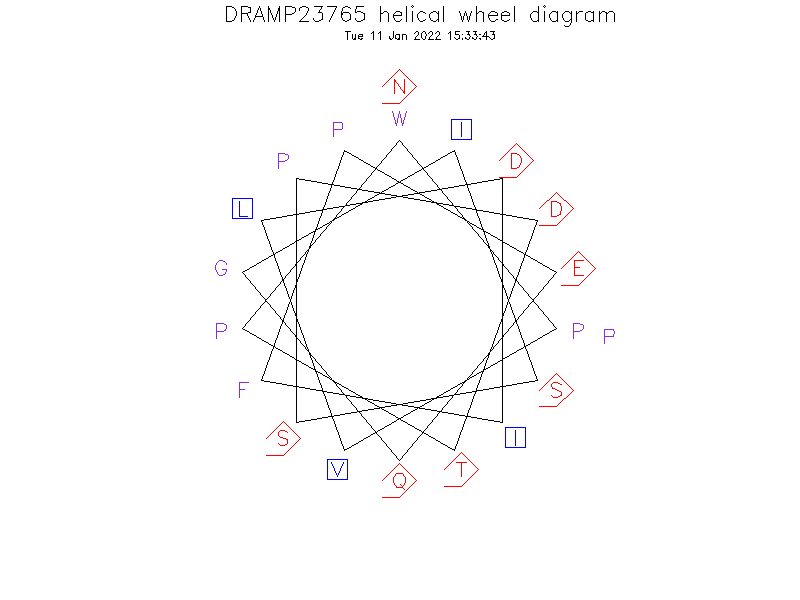 DRAMP23765 helical wheel diagram
Tue 11 Jan 2022 15:33:43
N
W
P I
P D
L D
G E
P P P
F S
S I
V Q T